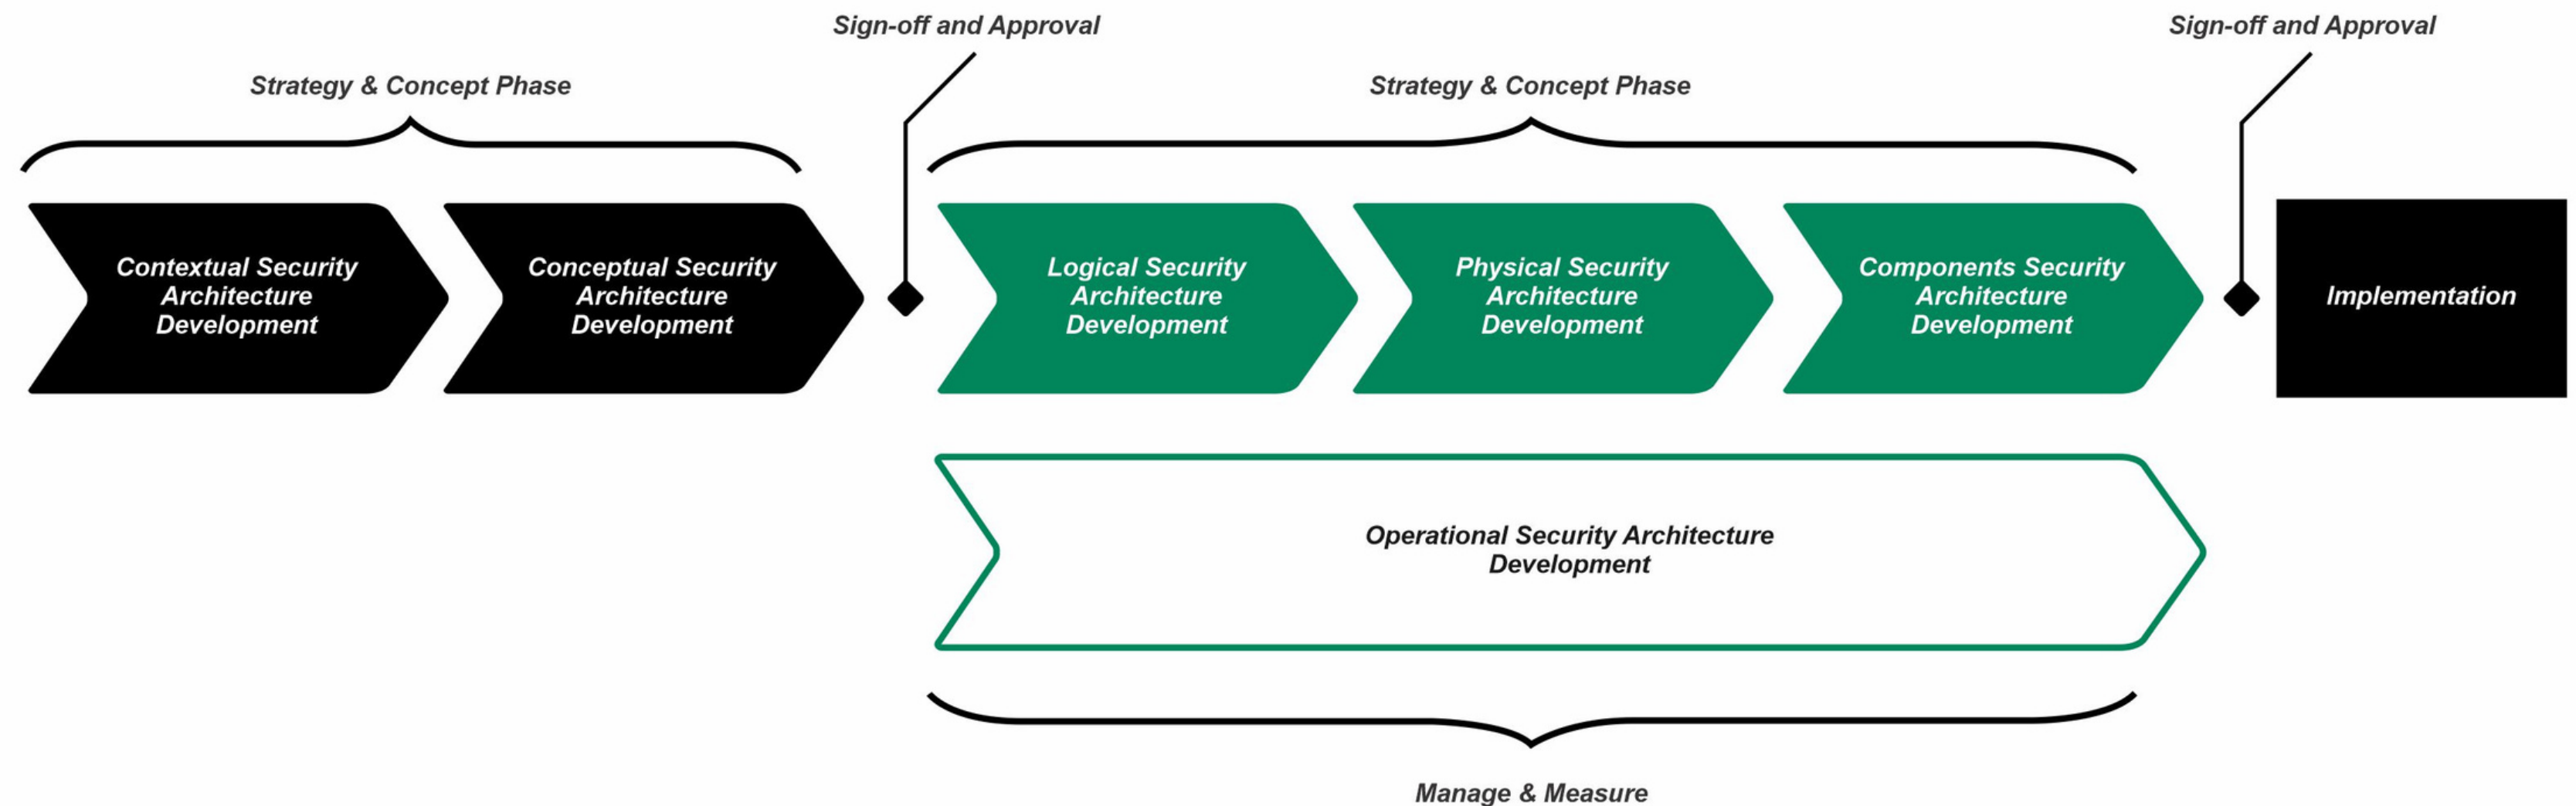 Sign-off and Approval
Sign-off and Approval
Strategy & Concept Phase
Strategy & Concept Phase
Contextual Security
Architecture
Development
Conceptual Security
Architecture
Development
Logical Security
Architecture
Development
Physical Security
Architecture
Development
Components Security
Architecture
Development
Implementation
Operational Security Architecture
Development
Manage & Measure